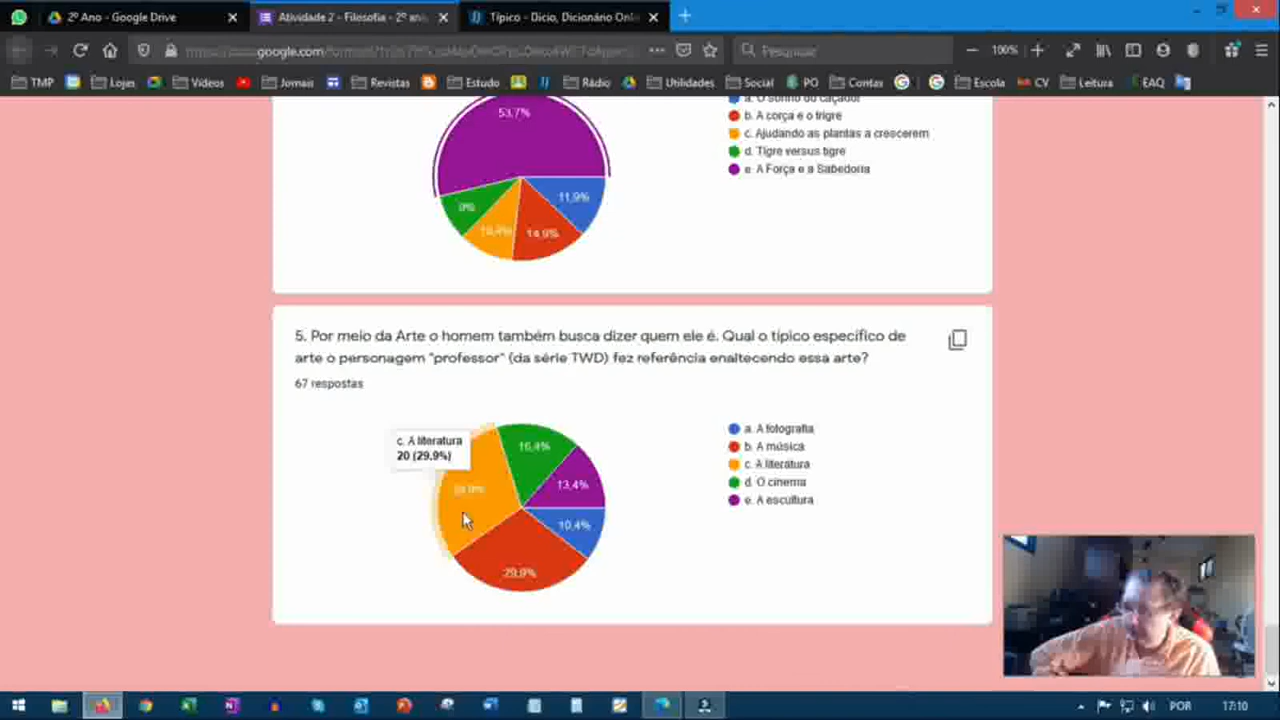 2º Ano - Google Drive
Atividade 2 - Filosofia - 2º an
Típico - Dicio, Dicionário Onli
google.com
Pesquisar
100%
TMP
Lojas
Vídeos
Jornais
Revistas
Estudo
Rádio
Utilidades
Social
PO
Contas
Escola
CV
Leitura
EAQ
53,7%
11,9%
14,9%
a. O sonho do caçador
b. A corça e o trigre
c. Ajudando as plantas a crescerem
d. Tigre versus tigre
e. A Força e a Sabedoria
5. Por meio da Arte o homem também busca dizer quem ele é. Qual o típico específico de
arte o personagem "professor" (da série TWD) fez referência enaltecendo essa arte?
67 respostas
c. A literatura
20 (29.9%)
16,4%
13,4%
10,4%
29,9%
a. A fotografia
b. A música
c. A literatura
d. O cinema
e. A escultura
POR
17:10